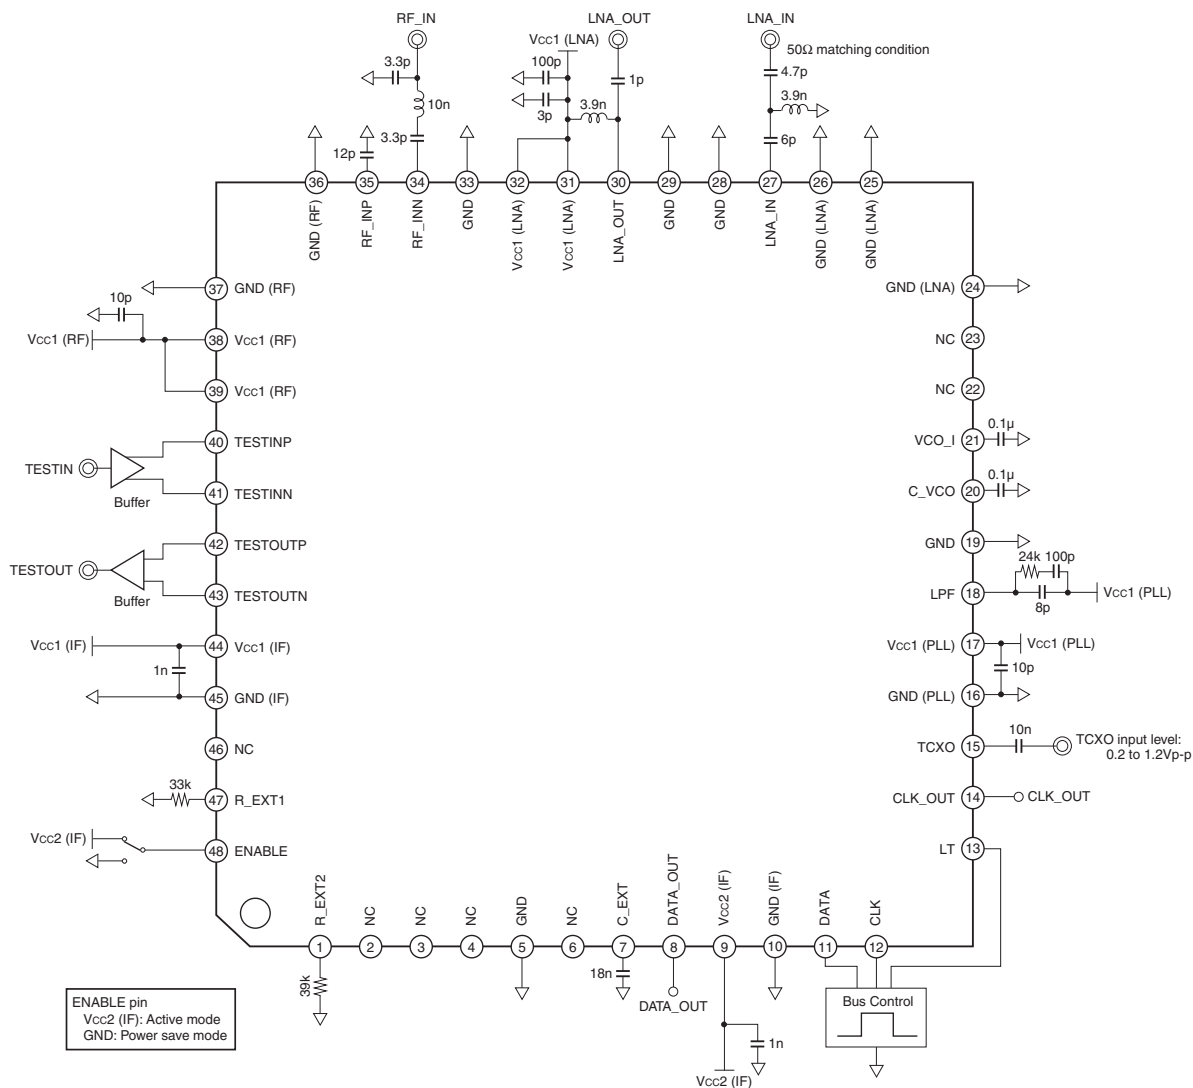 RF_IN
LNA_OUT
LNA_IN
Vcc1 (LNA)
50Ω matching condition
3.3p
100p
1p
4.7p
10n
3.9n
3.9n
3p
12p
3.3p
6p
36
35
34
33
32
31
30
29
28
27
26
25
GND (RF)
RF_INP
RF_INN
GND
Vcc1 (LNA)
Vcc1 (LNA)
LNA_OUT
GND
GND
LNA_IN
GND (LNA)
GND (LNA)
37 GND (RF)
10p
Vcc1 (RF)
38 Vcc1 (RF)
39 Vcc1 (RF)
40 TESTINP
TESTIN
Buffer
41 TESTINN
42 TESTOUTP
TESTOUT
Buffer
43 TESTOUTN
Vcc1 (IF)
44 Vcc1 (IF)
1n
45 GND (IF)
46 NC
33k
47 R_EXT1
Vcc2 (IF)
48 ENABLE
GND (LNA) 24
NC 23
NC 22
VCO_I 21
0.1μ
C_VCO 20
0.1μ
GND 19
24k 100p
LPF 18
8p
Vcc1 (PLL)
Vcc1 (PLL) 17
Vcc1 (PLL)
10p
GND (PLL) 16
10n
TCXO 15
TCXO input level:
0.2 to 1.2Vp-p
CLK_OUT 14
CLK_OUT
LT 13
R_EXT2
NC
NC
NC
GND
NC
C_EXT
DATA_OUT
Vcc2 (IF)
GND (IF)
DATA
CLK
1
2
3
4
5
6
7
8
9
10
11
12
39k
18n
DATA_OUT
1n
Vcc2 (IF)
Bus Control
ENABLE pin
Vcc2 (IF): Active mode
GND: Power save mode